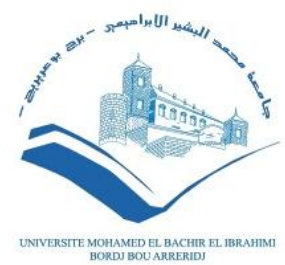 جامعة محمد البشير الإبراهيمي - برج بوعريريج -
UNIVERSITE MOHAMED EL BACHIR EL IBRAHIMI
BORDJ BOU ARRERIDJ